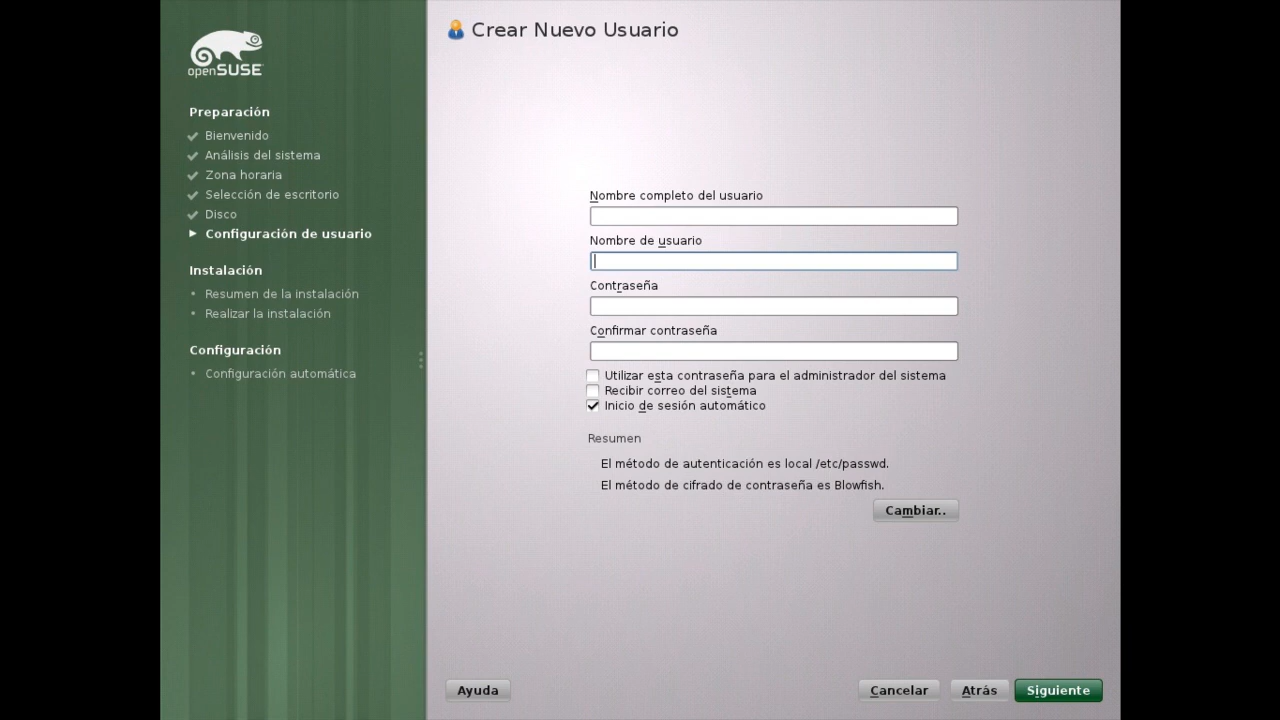 openSUSE
Preparación
Bienvenido
Análisis del sistema
Zona horaria
Selección de escritorio
Disco
Configuración de usuario
Instalación
Resumen de la instalación
Realizar la instalación
Configuración
Configuración automática
Crear Nuevo Usuario
Nombre completo del usuario
Nombre de usuario
Contraseña
Confirmar contraseña
Utilizar esta contraseña para el administrador del sistema
Recibir correo del sistema
Inicio de sesión automático
Resumen
El método de autenticación es local /etc/passwd.
El método de cifrado de contraseña es Blowfish.
Cambiar..
Ayuda
Cancelar
Atrás
Siguiente